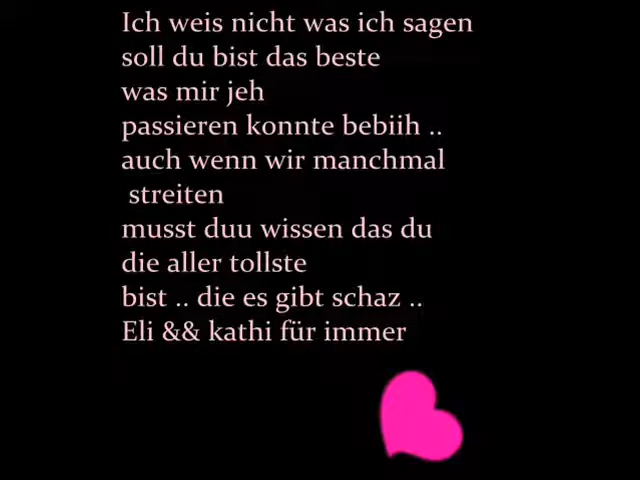 Ich weis nicht was ich sagen
soll du bist das beste
was mir jeh
passieren konnte bebiih ..
auch wenn wir manchmal
streiten
musst duu wissen das du
die aller tollste
bist .. die es gibt schaz ..
Eli && kathi für immer